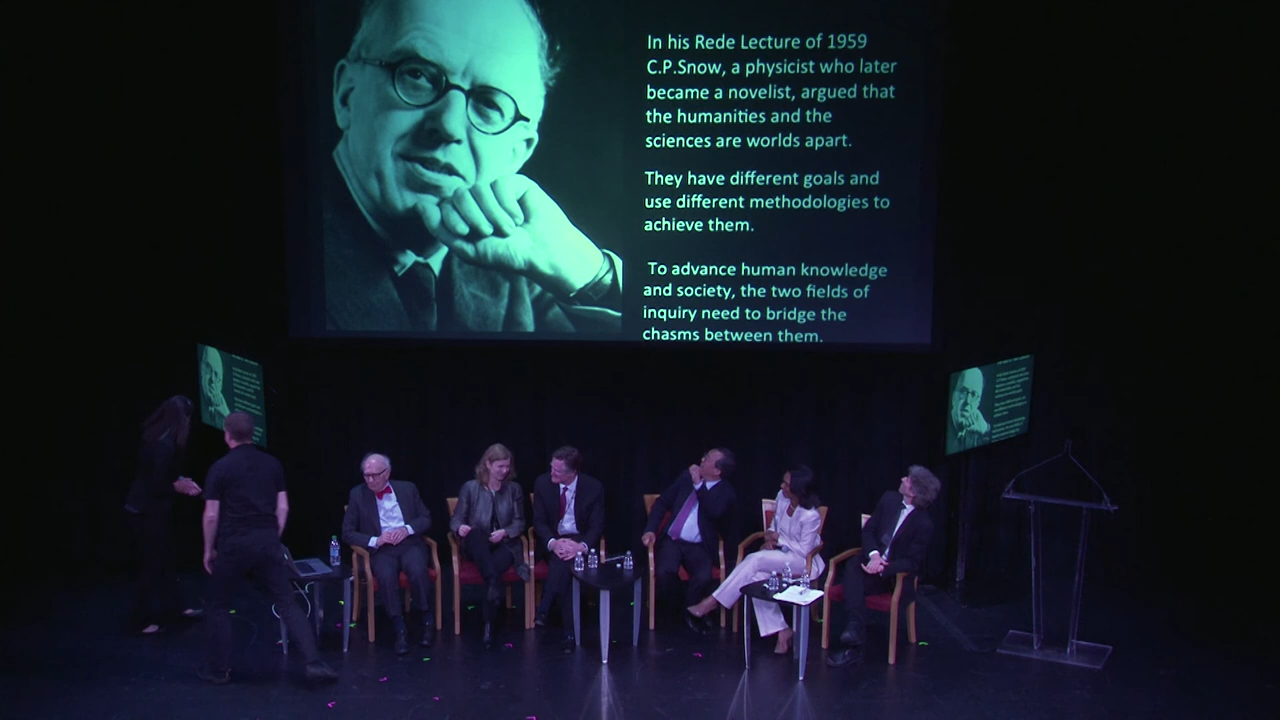 In his Rede Lecture of 1959
C.P.Snow, a physicist who later
became a novelist, argued that
the humanities and the
sciences are worlds apart.
They have different goals and
use different methodologies to
achieve them.
To advance human knowledge
and society, the two fields of
inquiry need to bridge the
chasms between them.